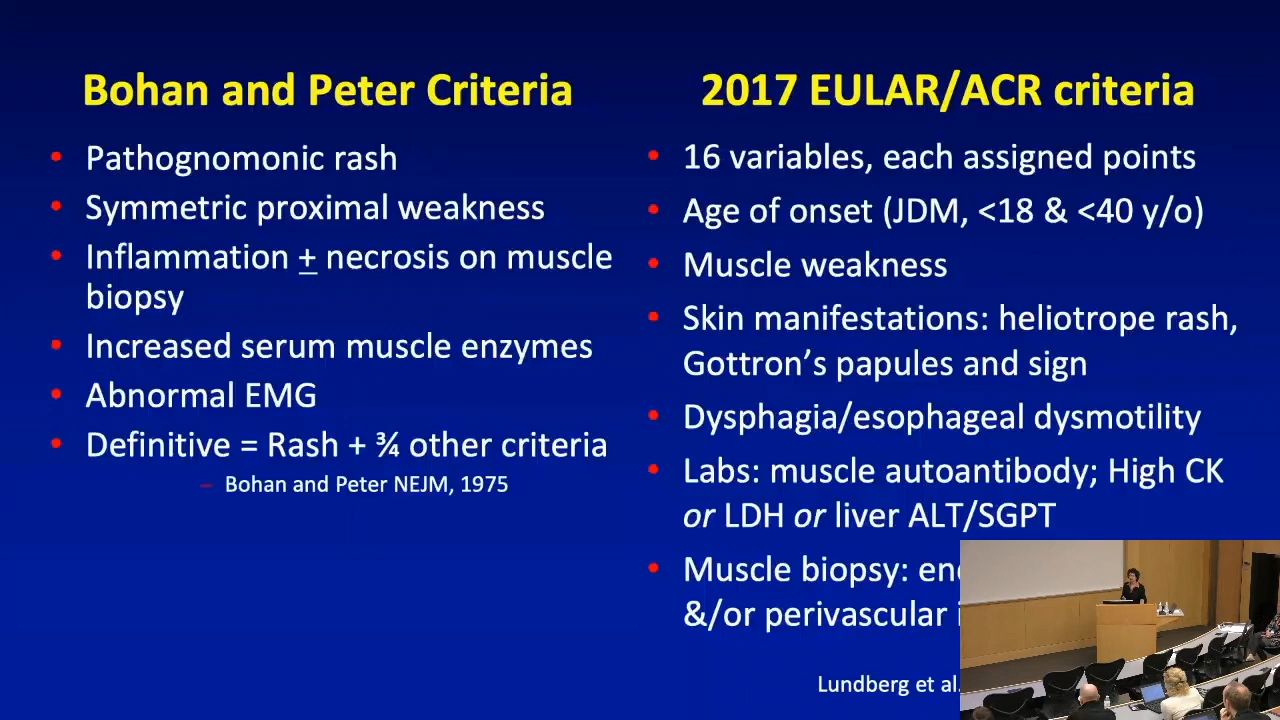 Bohan and Peter Criteria
• Pathognomonic rash
• Symmetric proximal weakness
• Inflammation ± necrosis on muscle
biopsy
• Increased serum muscle enzymes
• Abnormal EMG
• Definitive = Rash + ¾ other criteria
– Bohan and Peter NEJM, 1975
2017 EULAR/ACR criteria
• 16 variables, each assigned points
• Age of onset (JDM, <18 & <40 y/o)
• Muscle weakness
• Skin manifestations: heliotrope rash,
Gottron’s papules and sign
• Dysphagia/esophageal dysmotility
• Labs: muscle autoantibody; High CK
or LDH or liver ALT/SGPT
• Muscle biopsy:
&/or perivascular
Lundberg et al.